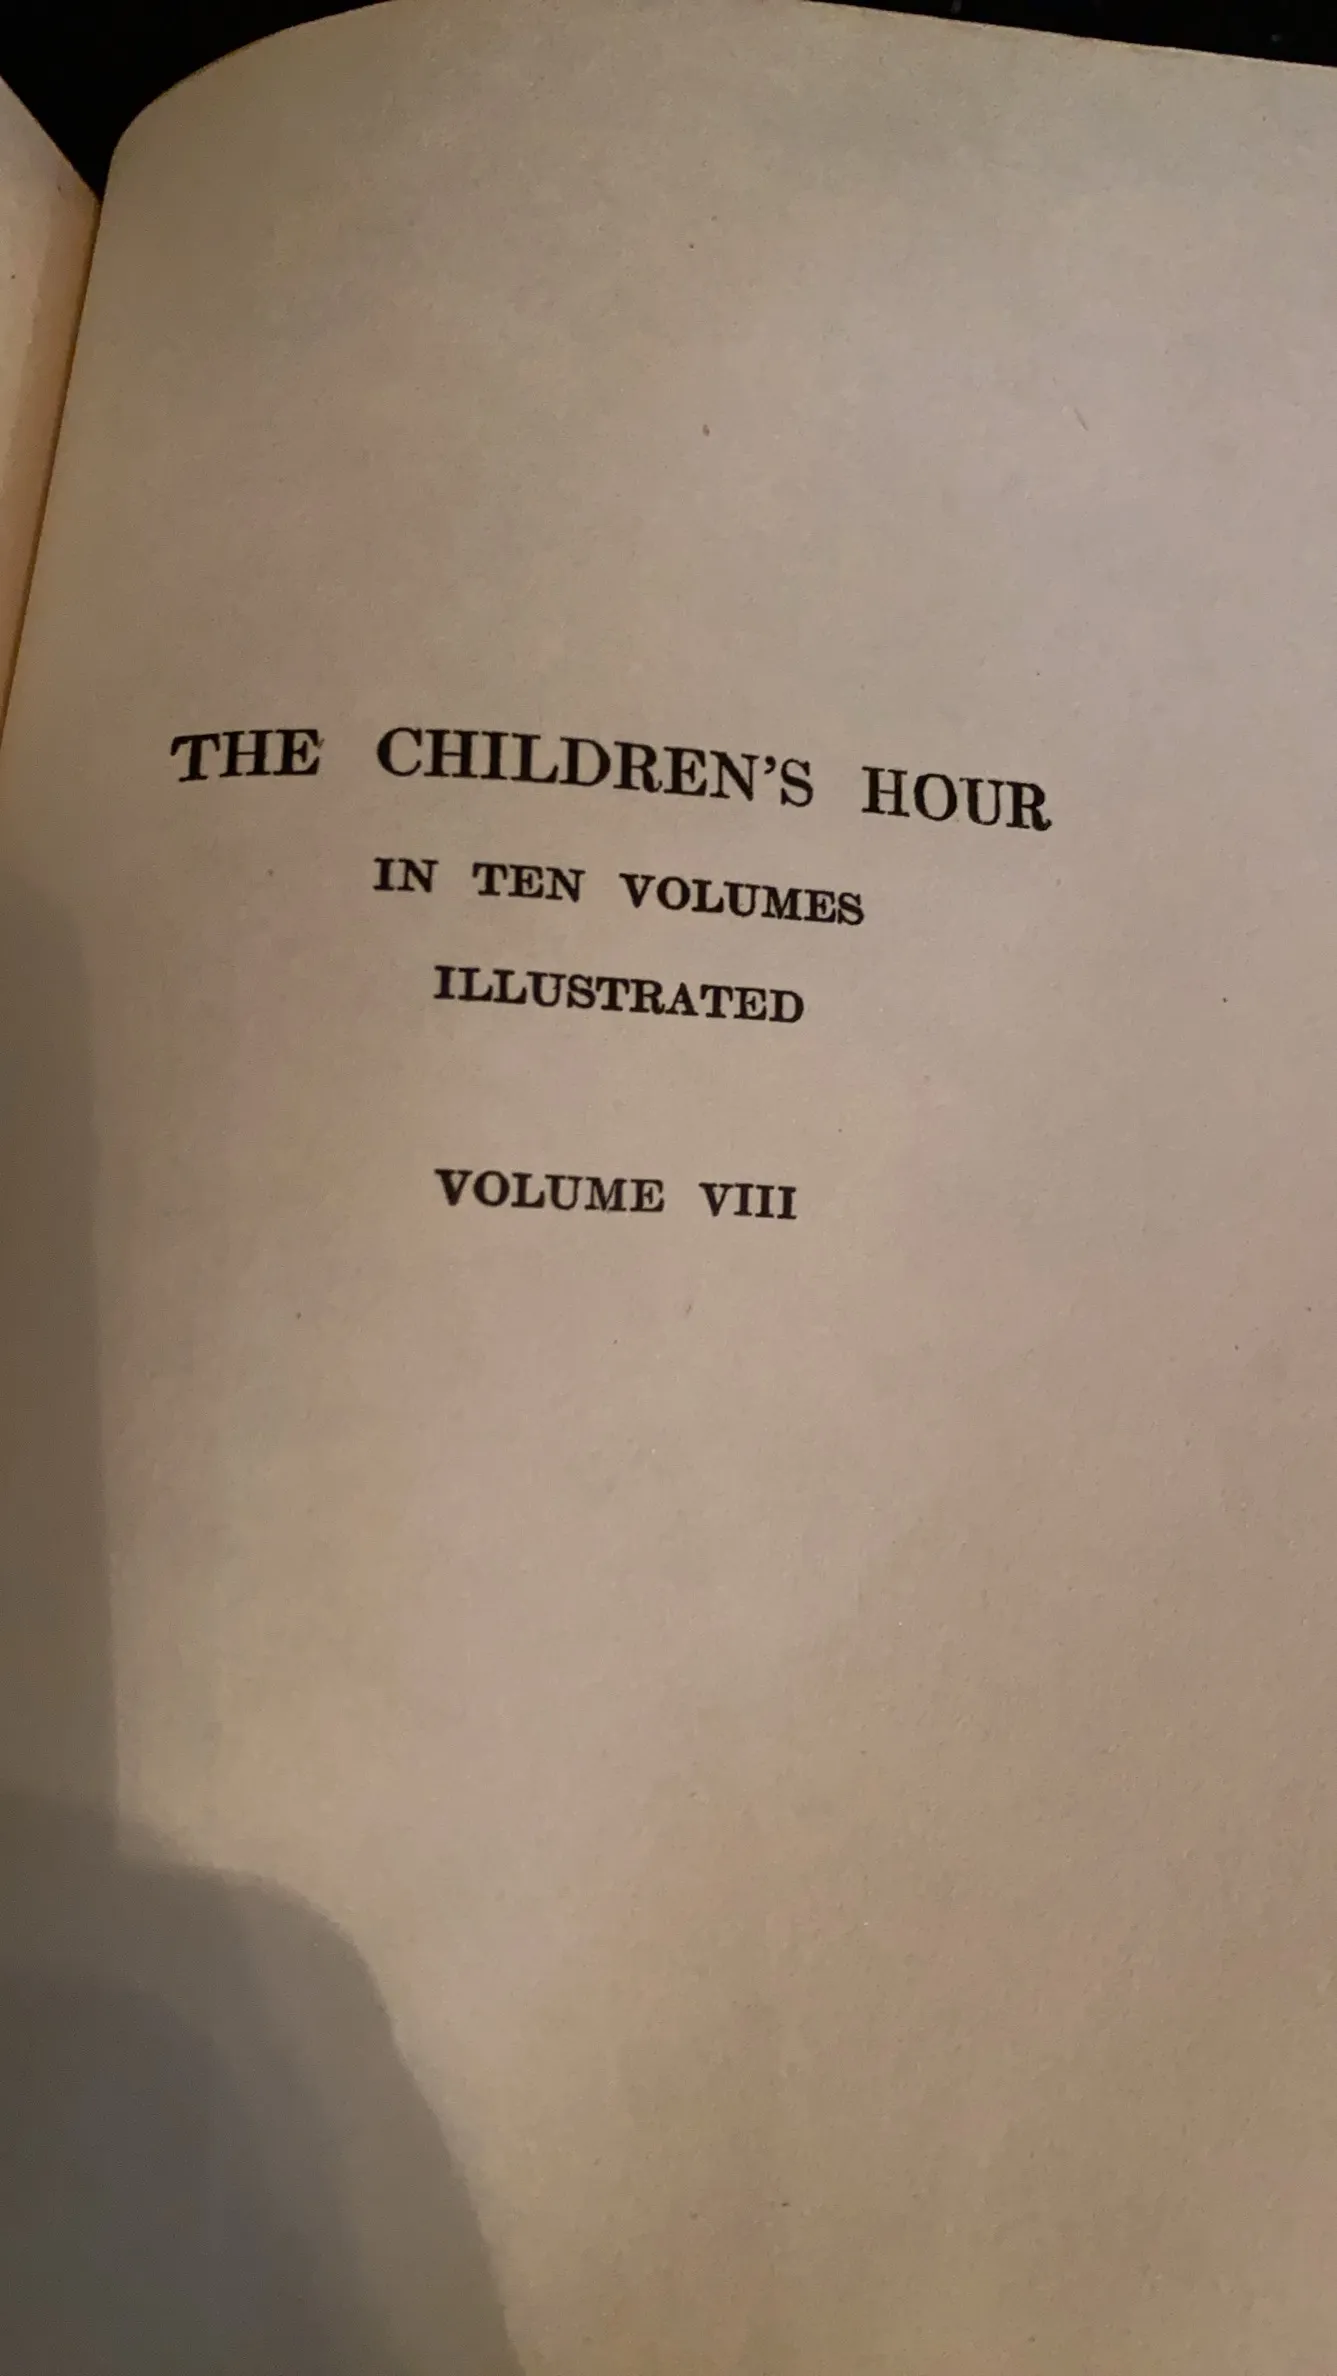 THE CHILDREN’S HOUR
IN TEN VOLUMES
ILLUSTRATED
VOLUME VIII